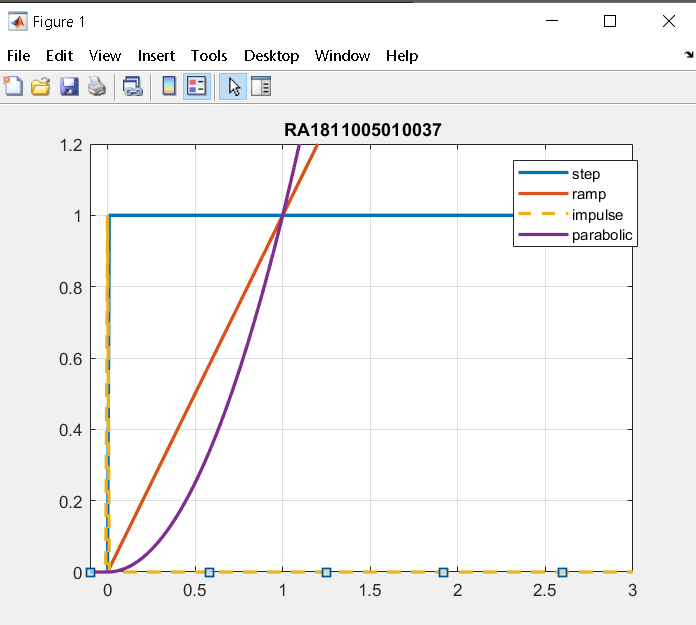 Figure 1
File Edit View Insert Tools Desktop Window Help
RA1811005010037
1.2
1
0.8
0.6
0.4
0.2
0
step
ramp
impulse
parabolic
0 0.5 1 1.5 2 2.5 3